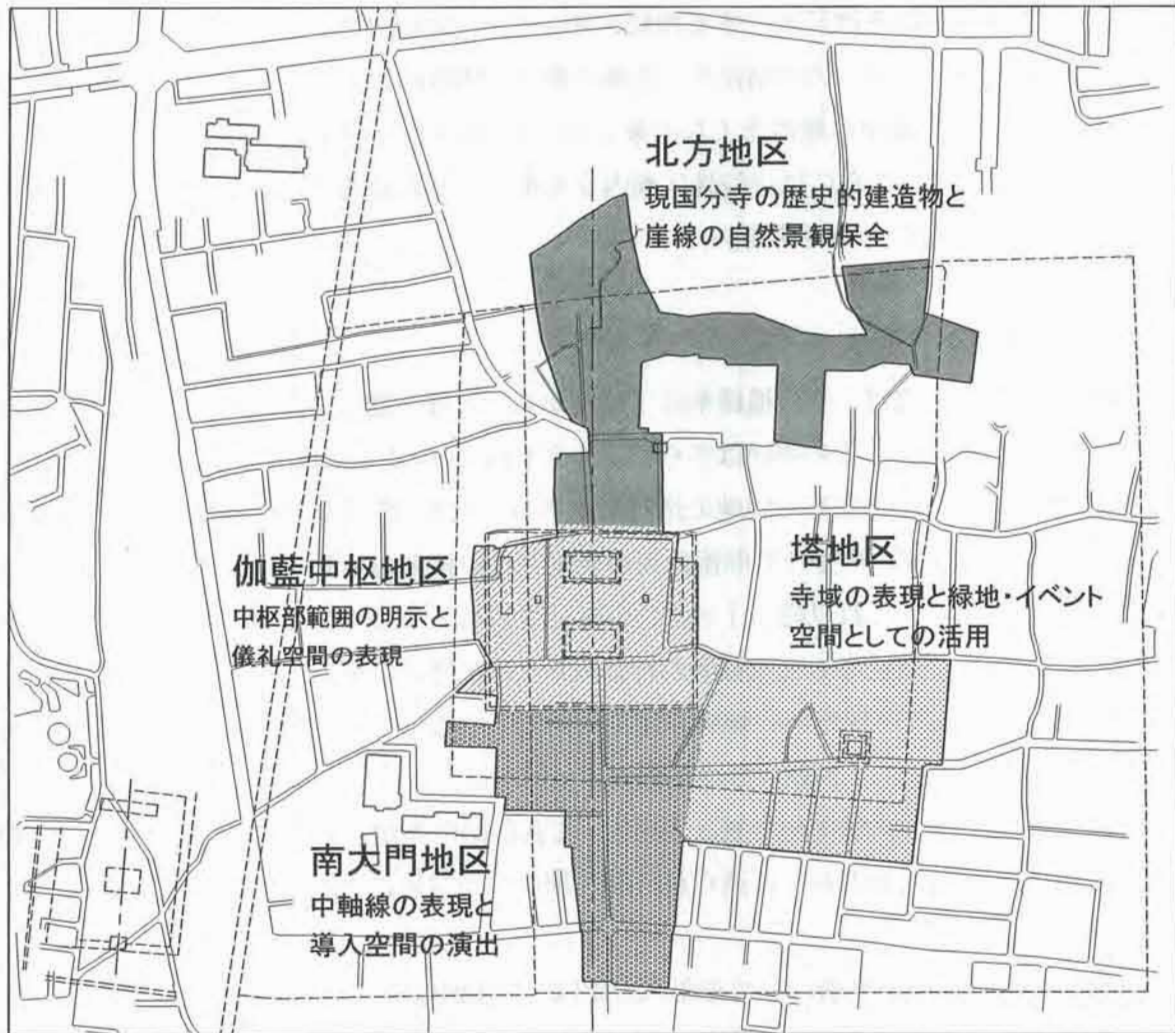 北方地区
現国分寺の歴史的建造物と
崖線の自然景観保全
伽藍中枢地区
中枢部範囲の明示と
儀礼空間の表現
塔地区
寺域の表現と緑地・イベント
空間としての活用
南大門地区
中軸線の表現と
導入空間の演出